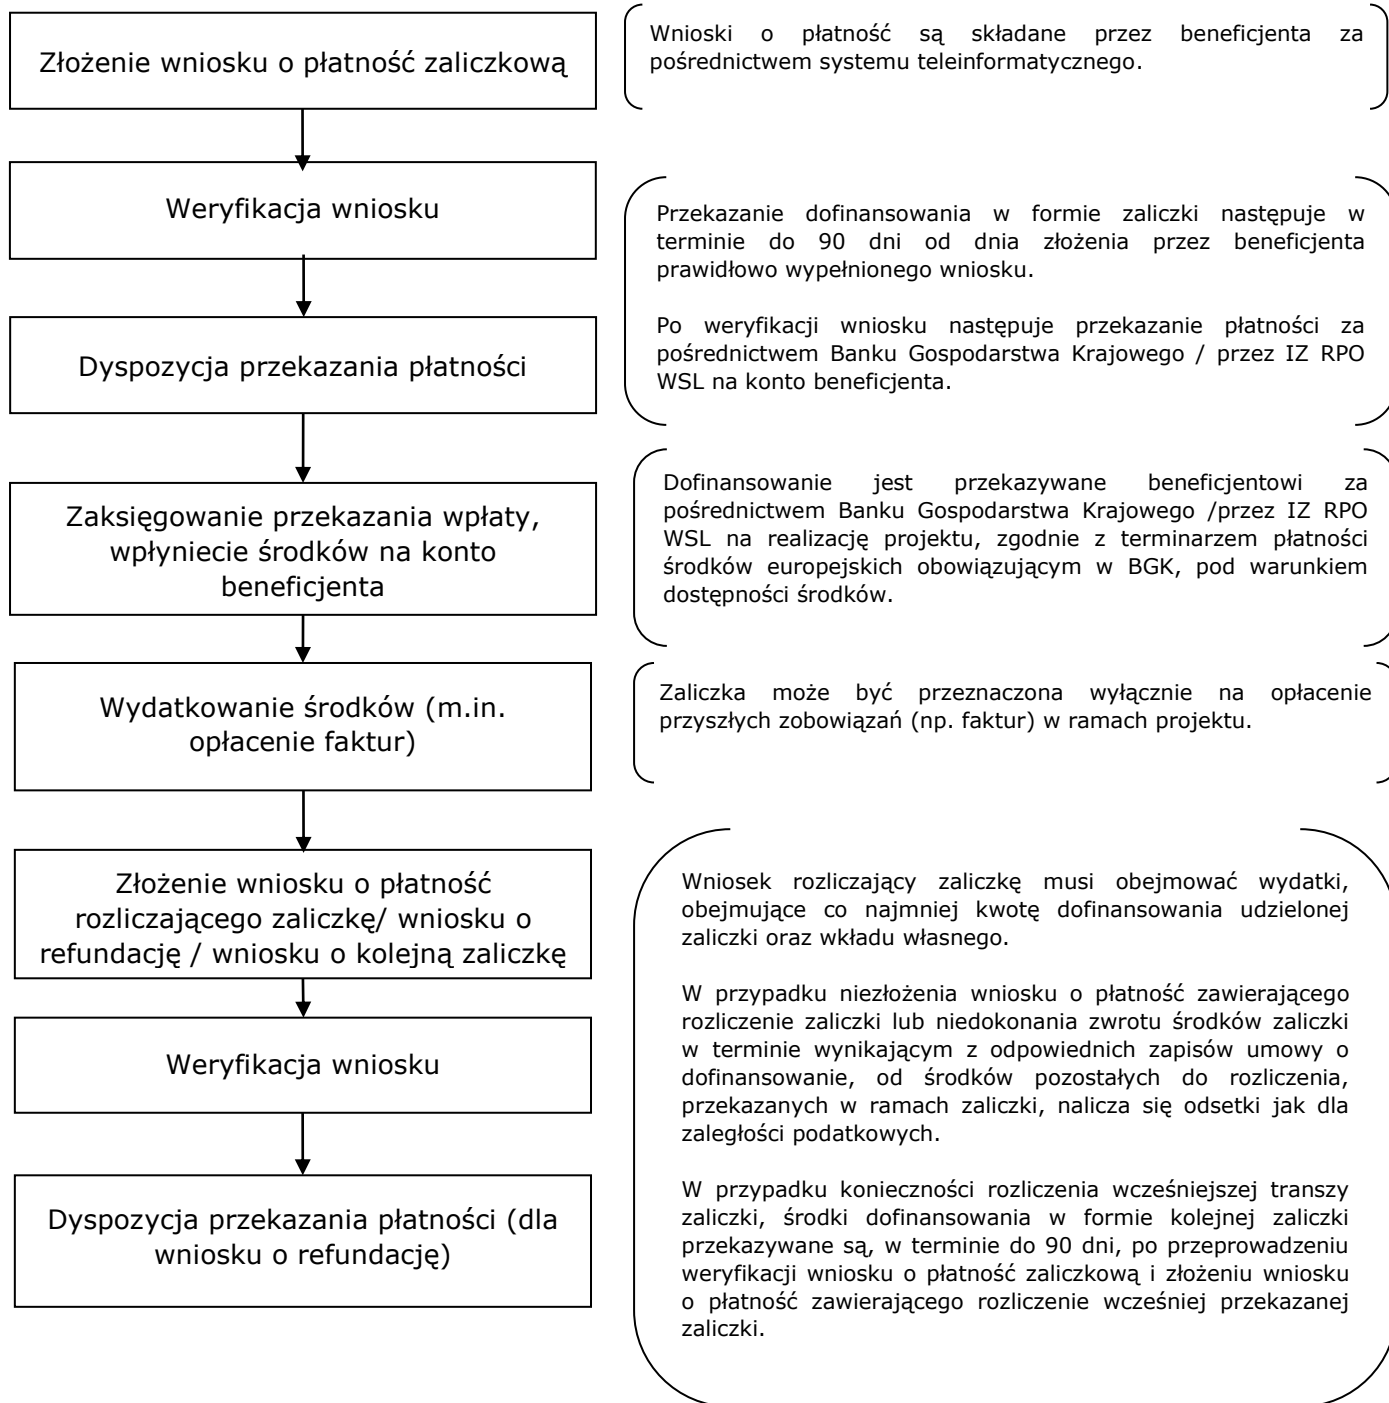 Złożenie wniosku o płatność zaliczkową
Wnioski o płatność są składane przez beneficjenta za
pośrednictwem systemu teleinformatycznego.
Weryfikacja wniosku
Przekazanie dofinansowania w formie zaliczki następuje w
terminie do 90 dni od dnia złożenia przez beneficjenta
prawidłowo wypełnionego wniosku.
Po weryfikacji wniosku następuje przekazanie płatności za
pośrednictwem Banku Gospodarstwa Krajowego / przez IZ RPO
WSL na konto beneficjenta.
Dyspozycja przekazania płatności
Zaksięgowanie przekazania wpłaty,
wpłyniecie środków na konto
beneficjenta
Dofinansowanie jest przekazywane beneficjentowi za
pośrednictwem Banku Gospodarstwa Krajowego /przez IZ RPO
WSL na realizację projektu, zgodnie z terminarzem płatności
środków europejskich obowiązującym w BGK, pod warunkiem
dostępności środków.
Wydatkowanie środków (m.in.
opłacenie faktur)
Zaliczka może być przeznaczona wyłącznie na opłacenie
przyszłych zobowiązań (np. faktur) w ramach projektu.
Złożenie wniosku o płatność
rozliczającego zaliczkę/ wniosku o
refundację / wniosku o kolejną zaliczkę
Weryfikacja wniosku
Dyspozycja przekazania płatności (dla
wniosku o refundację)
Wniosek rozliczający zaliczkę musi obejmować wydatki,
obejmujące co najmniej kwotę dofinansowania udzielonej
zaliczki oraz wkładu własnego.
W przypadku niezłożenia wniosku o płatność zawierającego
rozliczenie zaliczki lub niedokonania zwrotu środków zaliczki
w terminie wynikającym z odpowiednich zapisów umowy o
dofinansowanie, od środków pozostałych do rozliczenia,
przekazanych w ramach zaliczki, nalicza się odsetki jak dla
zaległości podatkowych.
W przypadku konieczności rozliczenia wcześniejszej transzy
zaliczki, środki dofinansowania w formie kolejnej zaliczki
przekazywane są, w terminie do 90 dni, po przeprowadzeniu
weryfikacji wniosku o płatność zaliczkową i złożeniu wniosku
o płatność zawierającego rozliczenie wcześniej przekazanej
zaliczki.